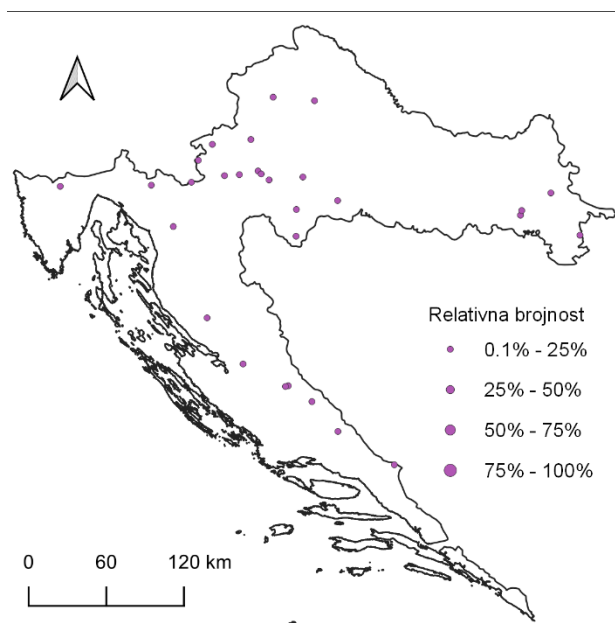 Relativna brojnost
0.1% - 25%
25% - 50%
50% - 75%
75% - 100%
0 60 120 km